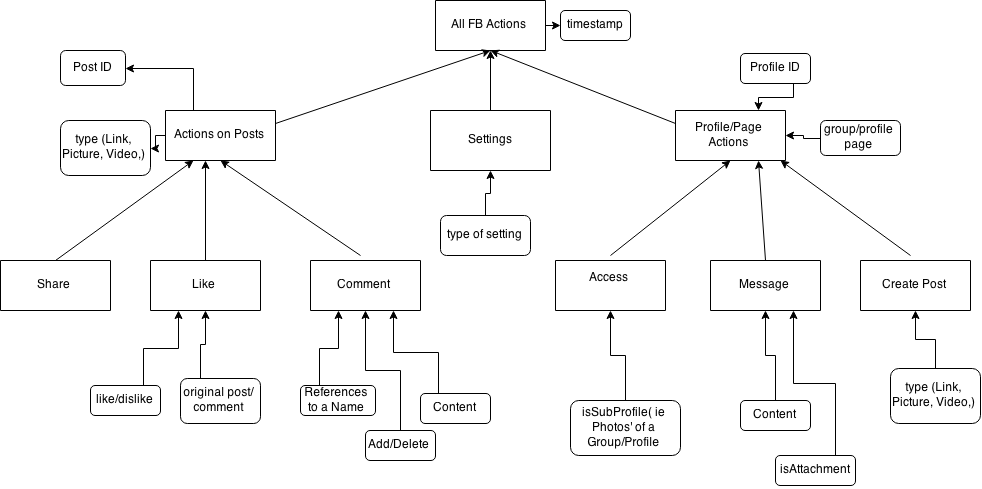 All FB Actions
timestamp
Post ID
Profile ID
type (Link,
Picture, Video,)
Actions on Posts
Settings
Profile/Page
Actions
group/profile
page
type of setting
Share
Like
Comment
Access
Message
Create Post
like/dislike
original post/
comment
References
to a Name
Content
Add/Delete
isSubProfile( ie
Photos' of a
Group/Profile
Content
isAttachment
type (Link,
Picture, Video,)